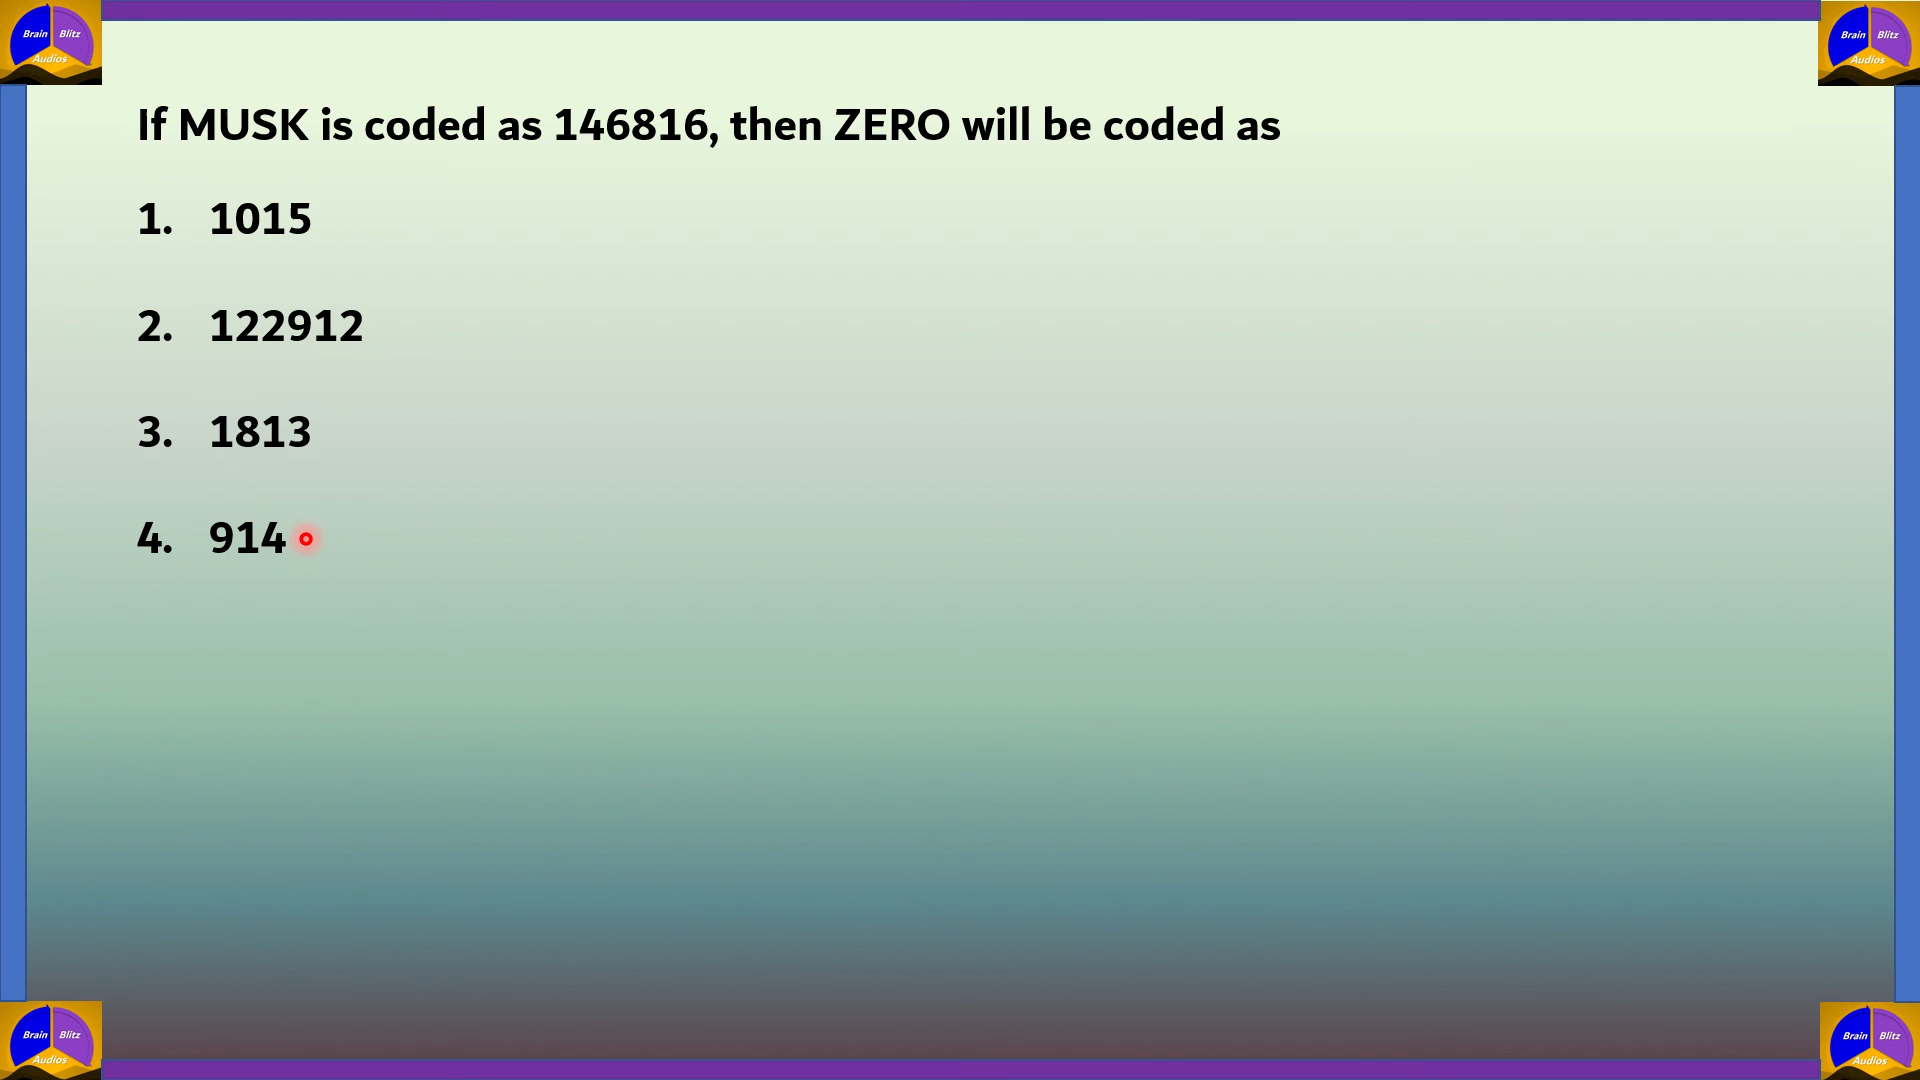 Brain Blitz
Audios
Brain Blitz
Audios
If MUSK is coded as 146816, then ZERO will be coded as
1. 1015
2. 122912
3. 1813
4. 914
Brain Blitz
Audios
Brain Blitz
Audios